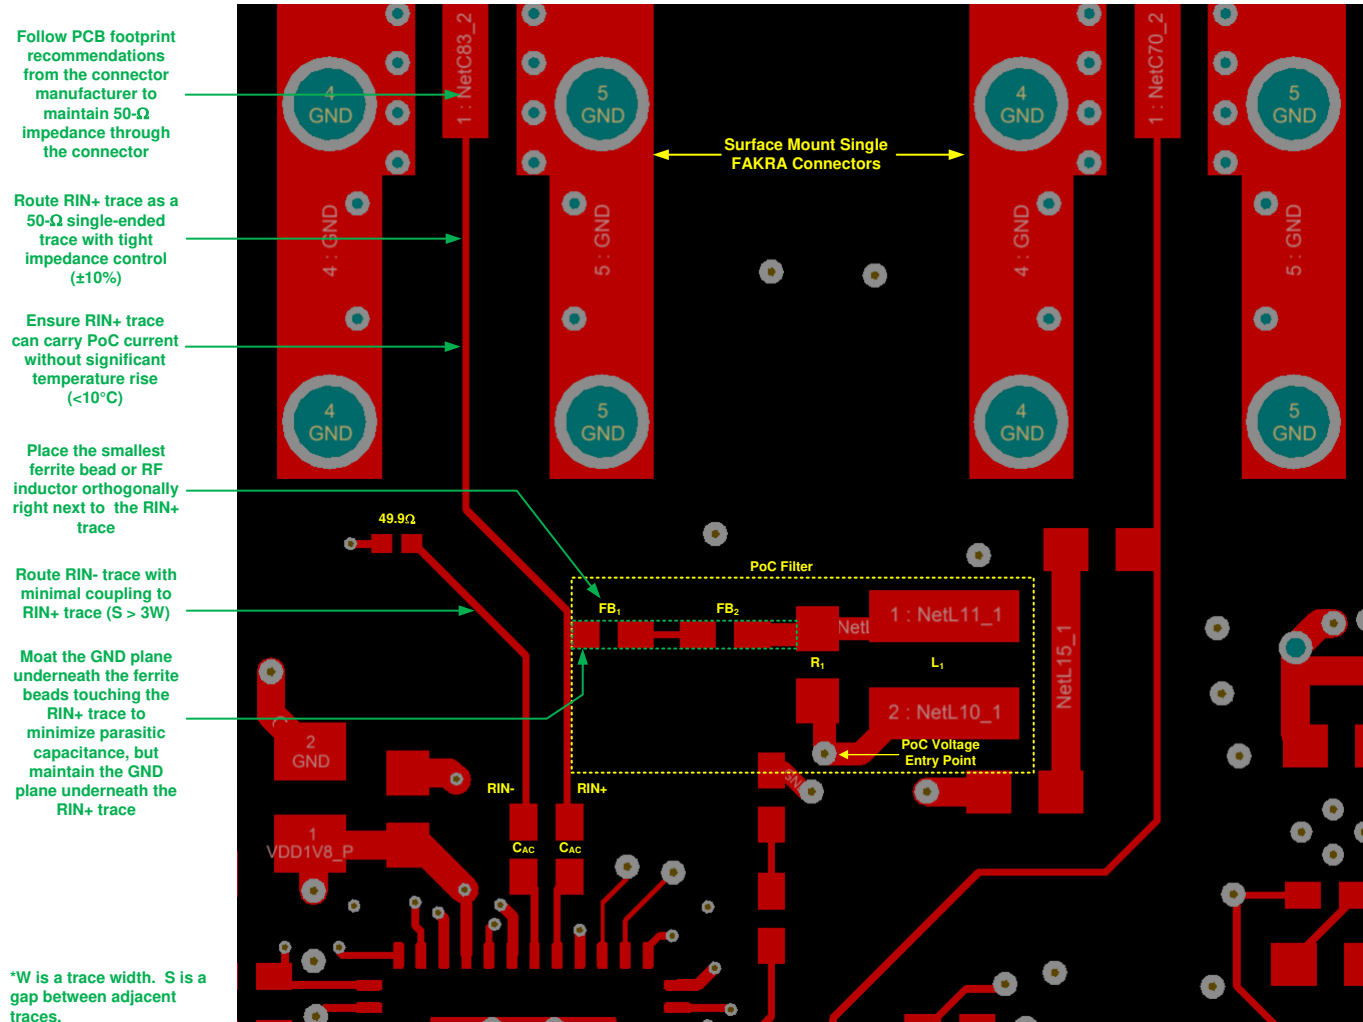 Follow PCB footprint
recommendations
from the connector
manufacturer to
maintain 50-Ω
impedance through
the connector
Route RIN+ trace as a
50-Ω single-ended
trace with tight
impedance control
(±10%)
Ensure RIN+ trace
can carry PoC current
without significant
temperature rise
(<10°C)
Place the smallest
ferrite bead or RF
inductor orthogonally
right next to the RIN+
trace
Route RIN- trace with
minimal coupling to
RIN+ trace (S > 3W)
Moat the GND plane
underneath the ferrite
beads touching the
RIN+ trace to
minimize parasitic
capacitance, but
maintain the GND
plane underneath the
RIN+ trace
*W is a trace width. S is a
gap between adjacent
traces.
1 : NetC83_2
1 : NetC70_2
4
GND
5
GND
4
GND
5
GND
Surface Mount Single
FAKRA Connectors
4 : GND
5 : GND
4 : GND
5 : GND
4
GND
5
GND
4
GND
5
GND
49.9Ω
PoC Filter
FB1
FB2
NetL
1 : NetL11_1
R1
L1
NetL15_1
2 : NetL10_1
PoC Voltage
Entry Point
2
GND
RIN-
RIN+
1
VDD1V8_P
CAC
CAC